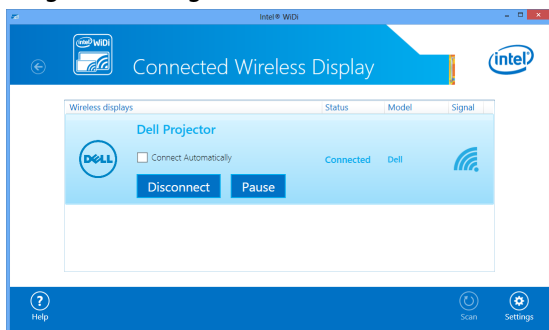 Intel® WiDi
intel WiDi
Connected Wireless Display
intel
Wireless displays Status Model Signal
Dell Projector
DELL
Connect Automatically
Connected Dell
Disconnect Pause
?
Help Scan Settings